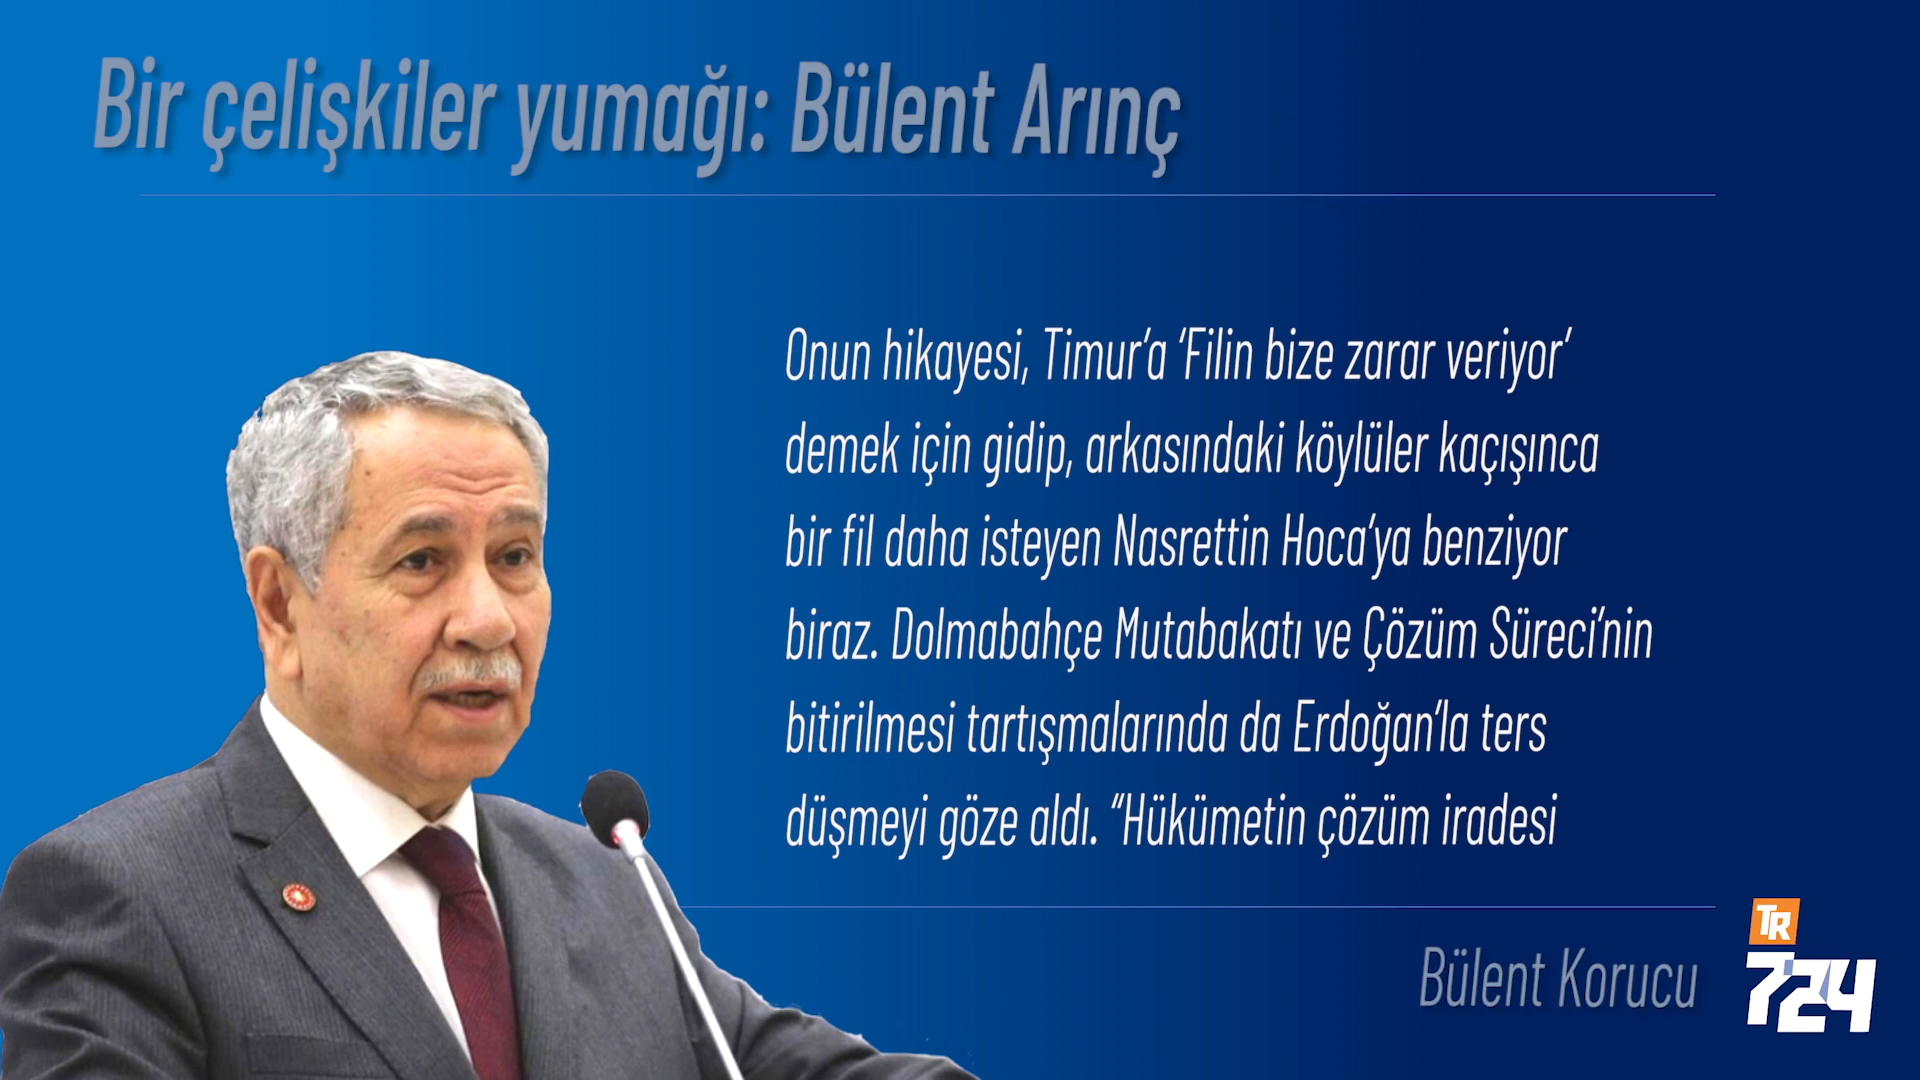 Bir çelişkiler yumağı: Bülent Arınç
Onun hikayesi, Timur’a ‘Filin bize zarar veriyor’
demek için gidip, arkasındaki köylüler kaçışınca
bir fil daha isteyen Nasrettin Hoca’ya benziyor
biraz. Dolmabahçe Mutabakatı ve Çözüm Süreci’nin
bitirilmesi tartışmalarında da Erdoğan’la ters
düşmeyi göze aldı. “Hükümetin çözüm iradesi
Bülent Korucu
TR
724